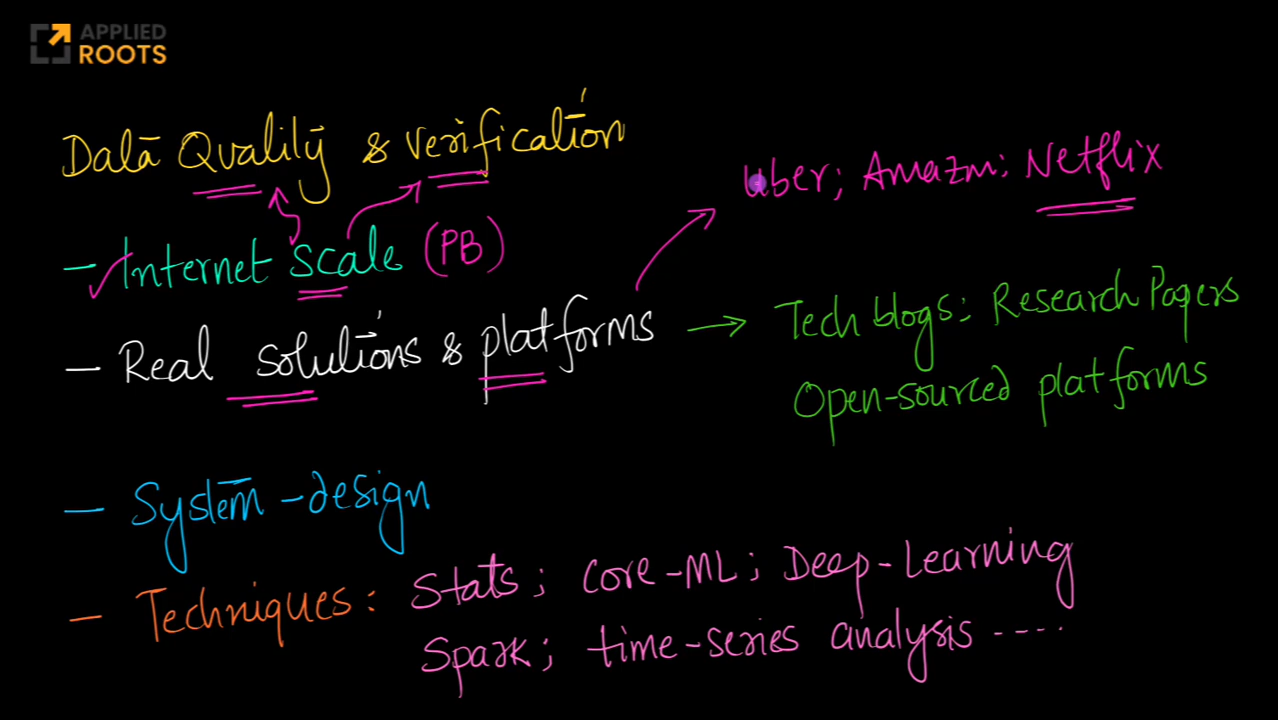 APPLIED
ROOTS
Data Quality & verification
Uber; Amazon: Netflix
- Internet scale (PB)
- Real solutions & platforms → Tech blogs: Research Papers
Open-sourced platforms
- System-design
- Techniques: Stats; core-ML; Deep-Learning
Spark; time-series analysis ----